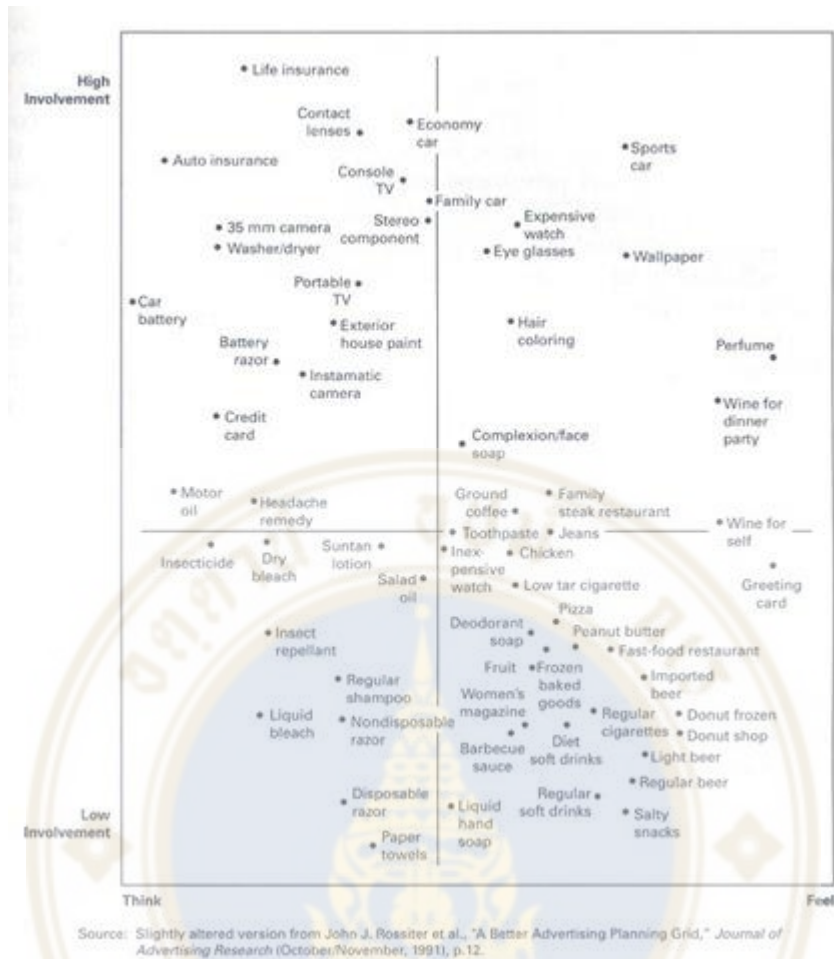 High
Involvement
Life insurance
Contact
lenses
Economy
car
Sports
car
Auto insurance
Console
TV
Family car
35 mm camera
Stereo
component
Expensive
watch
Washer/dryer
Eye glasses
Wallpaper
Portable
TV
Car
battery
Exterior
house paint
Hair
coloring
Battery
razor
Perfume
Instamatic
camera
Credit
card
Wine for
dinner
party
Complexion/face
soap
Motor
oil
Headache
remedy
Ground
coffee
Family
steak restaurant
Toothpaste
Jeans
Wine for
self
Insecticide
Dry
bleach
Suntan
lotion
Inex-
pensive
watch
Chicken
Salad
oil
Low tar cigarette
Greeting
card
Pizza
Deodorant
soap
Peanut butter
Insect
repellant
Fast-food restaurant
Fruit
Frozen
baked
goods
Imported
beer
Regular
shampoo
Women's
magazine
Liquid
bleach
Nondisposable
razor
Regular
cigarettes
Donut frozen
Donut shop
Barbecue
sauce
Diet
soft drinks
Light beer
Regular beer
Disposable
razor
Liquid
hand
soap
Regular
soft drinks
Salty
snacks
Low
Involvement
Paper
towels
Think
Feel
Source: Slightly altered version from John J. Rossiter et al., "A Better Advertising Planning Grid," Journal of
Advertising Research (October/November, 1991), p.12.